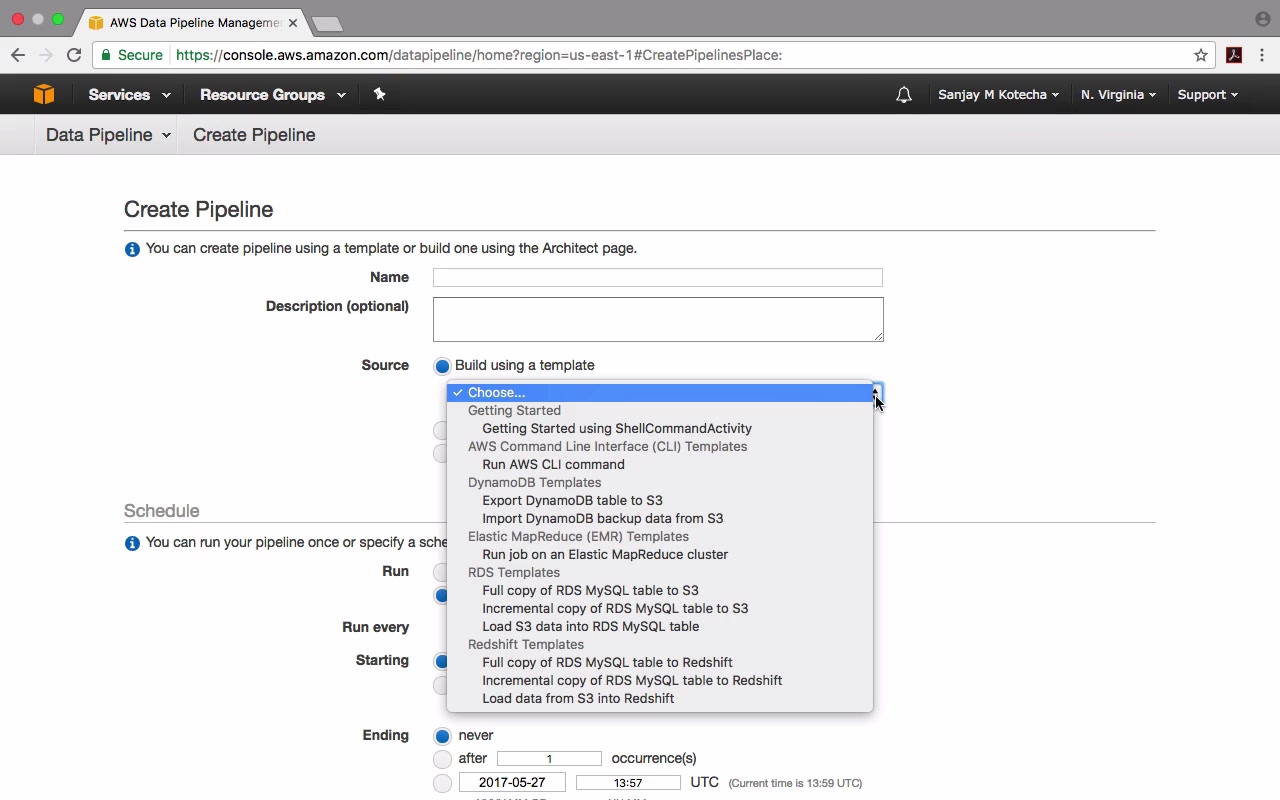 AWS Data Pipeline Manageme
Secure https://console.aws.amazon.com/datapipeline/home?region=us-east-1#CreatePipelinesPlace:
Services Resource Groups Sanjay M Kotecha N. Virginia Support
Data Pipeline Create Pipeline
Create Pipeline
You can create pipeline using a template or build one using the Architect page.
Name
Description (optional)
Source Build using a template
Choose...
Getting Started
Getting Started using ShellCommandActivity
AWS Command Line Interface (CLI) Templates
Run AWS CLI command
DynamoDB Templates
Export DynamoDB table to S3
Import DynamoDB backup data from S3
Elastic MapReduce (EMR) Templates
Run job on an Elastic MapReduce cluster
RDS Templates
Full copy of RDS MySQL table to S3
Incremental copy of RDS MySQL table to S3
Load S3 data into RDS MySQL table
Redshift Templates
Full copy of RDS MySQL table to Redshift
Incremental copy of RDS MySQL table to Redshift
Load data from S3 into Redshift
Schedule
You can run your pipeline once or specify a sche
Run
Run every
Starting
Ending never
after 1 occurrence(s)
2017-05-27 13:57 UTC (Current time is 13:59 UTC)